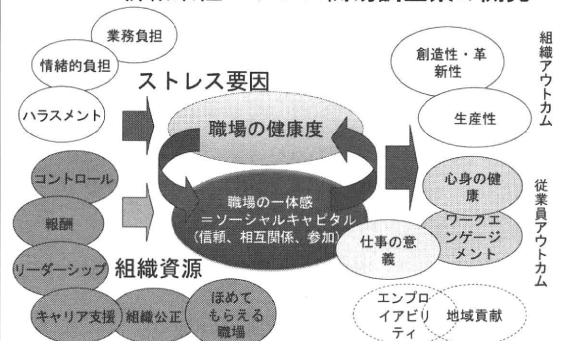 業務負担
情緒的負担
ハラスメント
ストレス要因
コントロール
報酬
リーダーシップ
組織資源
キャリア支援
組織公正
ほめて
もらえる
職場
職場の健康度
職場の一体感
＝ソーシャルキャピタル
（信頼、相互関係、参加）
創造性・革
新性
生産性
組織アウトカム
心身の健
康
ワークエ
ンゲージ
メント
仕事の意
義
エンプロ
イアビリ
ティ
地域貢献
従業員アウトカム